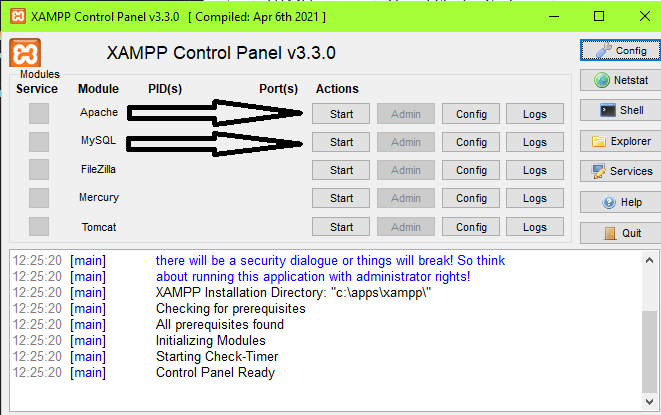 XAMPP Control Panel v3.3.0 [ Compiled: Apr 6th 2021 ]
XAMPP Control Panel v3.3.0
Config
Modules
Service Module PID(s) Port(s) Actions
Netstat
Apache Start Admin Config Logs
Shell
MySQL Start Admin Config Logs
Explorer
FileZilla Start Admin Config Logs
Services
Mercury Start Admin Config Logs
Help
Tomcat Start Admin Config Logs
Quit
12:25:20 [main] there will be a security dialogue or things will break! So think
12:25:20 [main] about running this application with administrator rights!
12:25:20 [main] XAMPP Installation Directory: "c:\apps\xampp\"
12:25:20 [main] Checking for prerequisites
12:25:20 [main] All prerequisites found
12:25:20 [main] Initializing Modules
12:25:20 [main] Starting Check-Timer
12:25:20 [main] Control Panel Ready